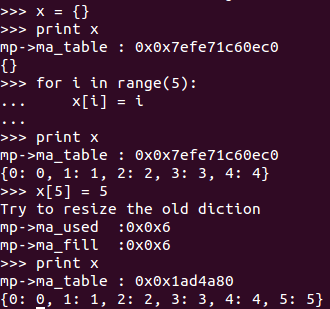 >>> x = {}
>>> print x
mp->ma_table : 0x0x7efe71c60ec0
{}
>>> for i in range(5):
...     x[i] = i
...
>>> print x
mp->ma_table : 0x0x7efe71c60ec0
{0: 0, 1: 1, 2: 2, 3: 3, 4: 4}
>>> x[5] = 5
Try to resize the old diction
mp->ma_used  :0x0x6
mp->ma_fill  :0x0x6
>>> print x
mp->ma_table : 0x0x1ad4a80
{0: 0, 1: 1, 2: 2, 3: 3, 4: 4, 5: 5}